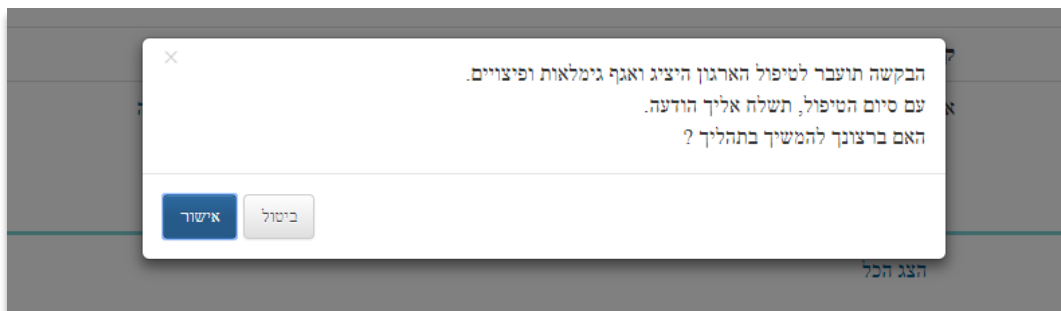 ×
הבקשה תועבר לטיפול הארגון היציג ואגף גימלאות ופיצויים.
עם סיום הטיפול, תשלח אליך הודעה.
האם ברצונך להמשיך בתהליך ?
ביטול
אישור
הצג הכל